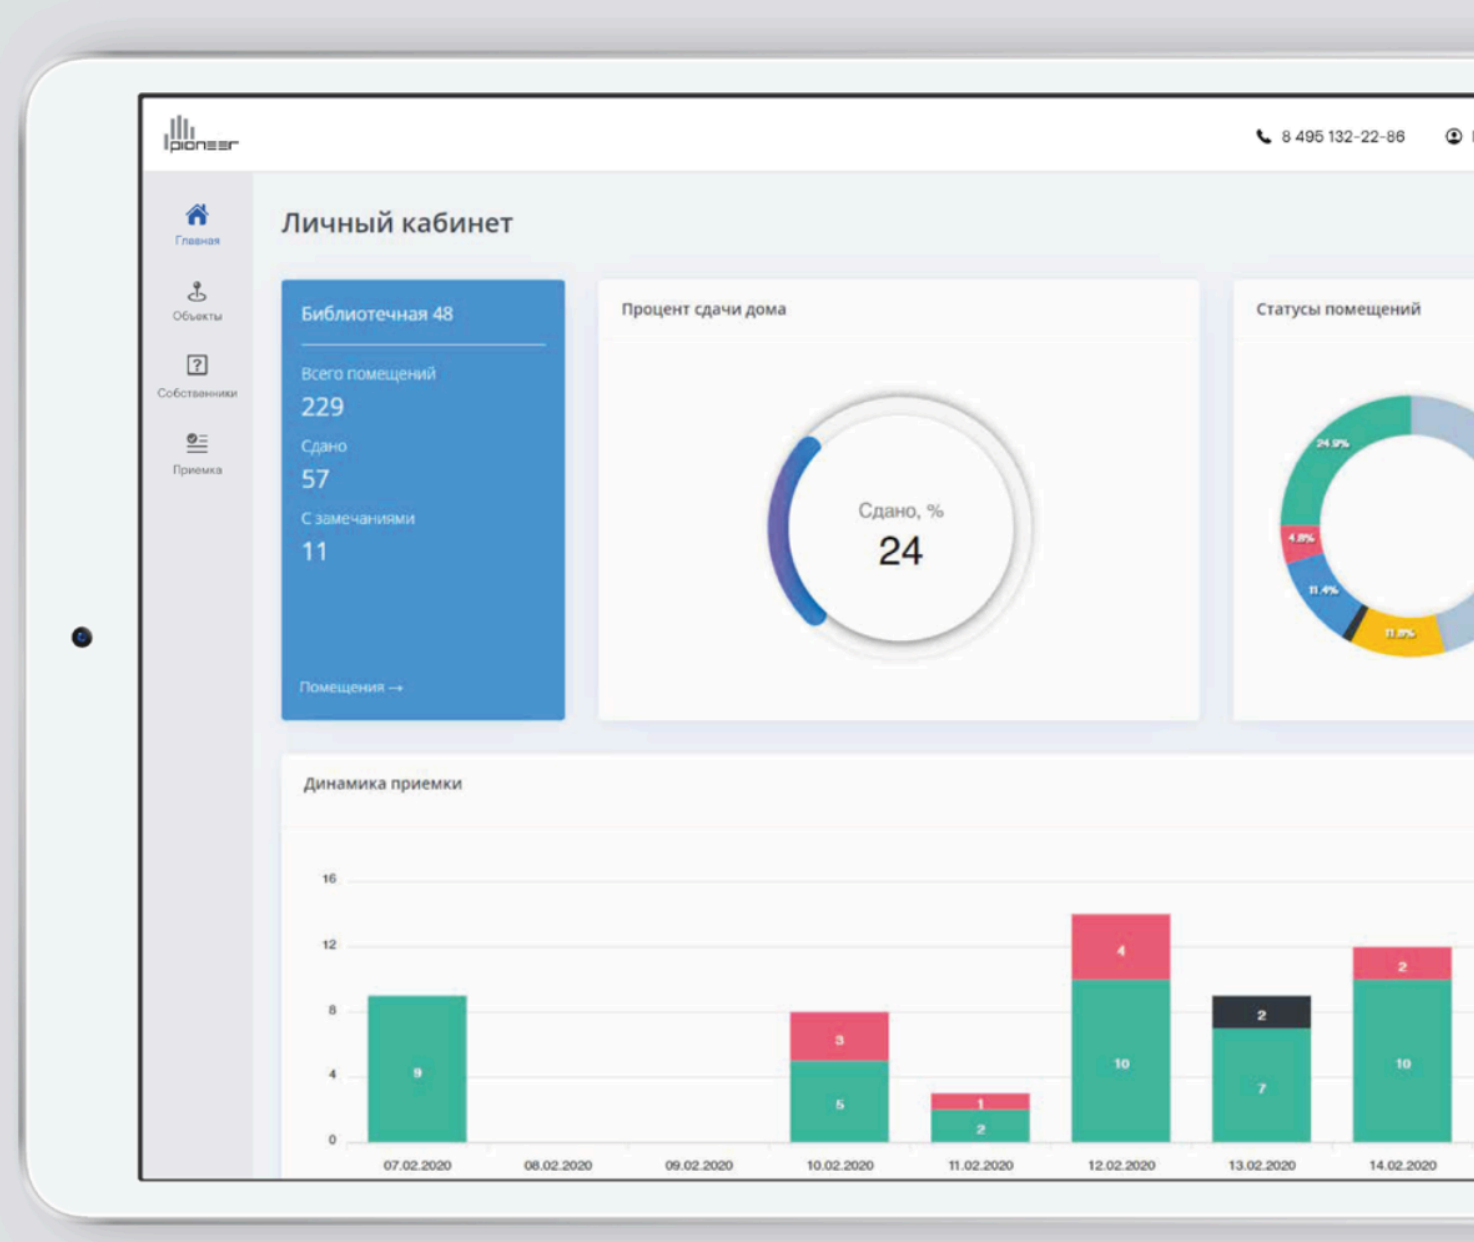 pioneer
8 495 132-22-86
Главная
Объекты
Собственники
Приемка
Личный кабинет
Библиотечная 48
Всего помещений
229
Сдано
57
С замечаниями
11
Помещения →
Процент сдачи дома
Сдано, %
24
Статусы помещений
24.9%
4.8%
11.4%
11.8%
Динамика приемки
16
12
8
4
0
9
3
5
1
2
4
10
2
7
2
10
07.02.2020 08.02.2020 09.02.2020 10.02.2020 11.02.2020 12.02.2020 13.02.2020 14.02.2020